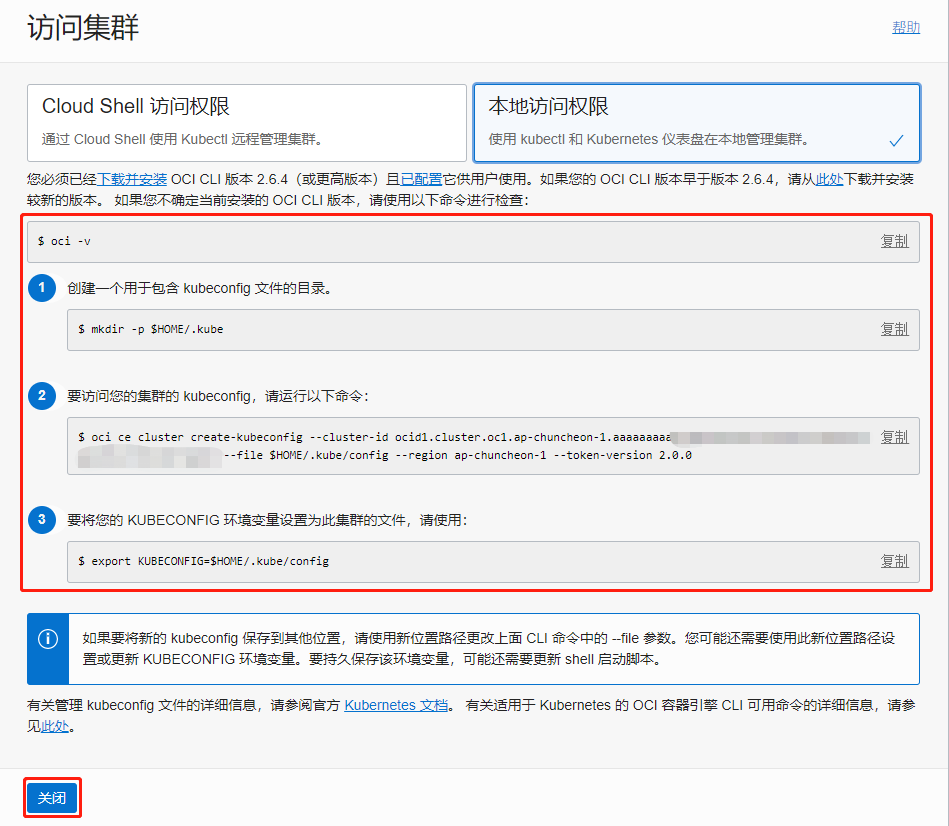 访问集群
帮助
Cloud Shell 访问权限
通过 Cloud Shell 使用 Kubectl 远程管理集群。
本地访问权限
使用 kubectl 和 Kubernetes 仪表盘在本地管理集群。
您必须已经下载并安装 OCI CLI 版本 2.6.4（或更高版本）且已配置它供用户使用。如果您的 OCI CLI 版本早于版本 2.6.4，请从此处下载并安装
较新的版本。 如果您不确定当前安装的 OCI CLI 版本，请使用以下命令进行检查：
$ oci -v
复制
1
创建一个用于包含 kubeconfig 文件的目录。
$ mkdir -p $HOME/.kube
复制
2
要访问您的集群的 kubeconfig，请运行以下命令：
$ oci ce cluster create-kubeconfig --cluster-id ocid1.cluster.oc1.ap-chuncheon-1.aaaaaaaaa
复制
--file $HOME/.kube/config --region ap-chuncheon-1 --token-version 2.0.0
3
要将您的 KUBECONFIG 环境变量设置为此集群的文件，请使用：
$ export KUBECONFIG=$HOME/.kube/config
复制
如果要将新的 kubeconfig 保存到其他位置，请使用新位置路径更改上面 CLI 命令中的 --file 参数。您可能还需要使用此新位置路径设
置或更新 KUBECONFIG 环境变量。要持久保存该环境变量，可能还需要更新 shell 启动脚本。
有关管理 kubeconfig 文件的详细信息，请参阅官方 Kubernetes 文档。 有关适用于 Kubernetes 的 OCI 容器引擎 CLI 可用命令的详细信息，请参
见此处。
关闭